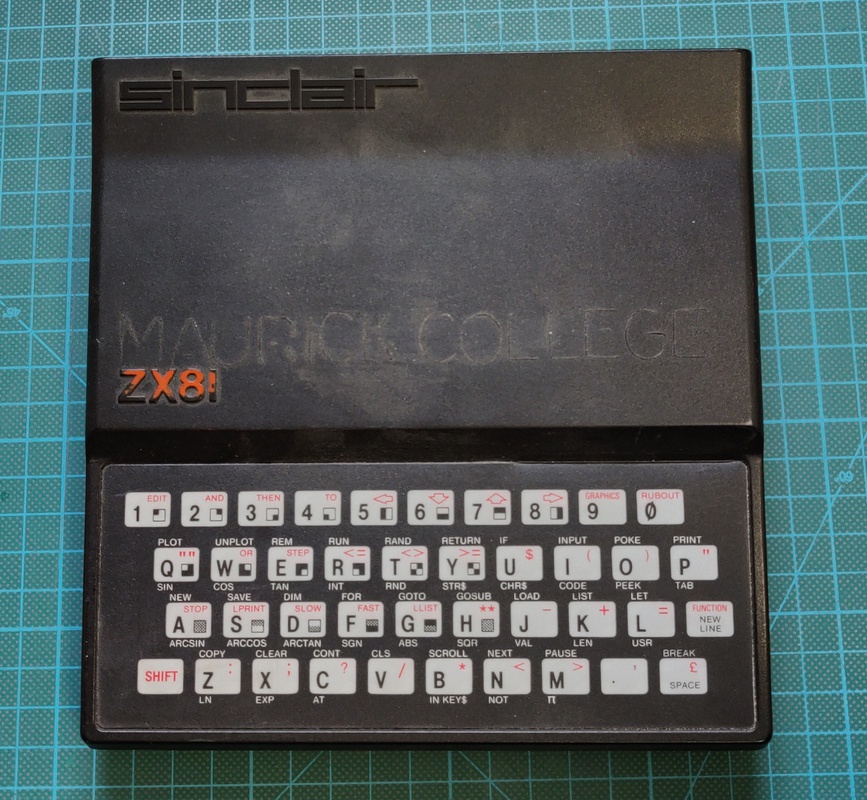 sinclair
MAURICK COLLEGE
ZX81
EDIT AND THEN TO GRAPHICS RUBOUT
1 2 3 4 5 6 7 8 9 0
PLOT UNPLOT REM RUN RAND RETURN IF INPUT POKE PRINT
"" OR STEP <= <> >= $ ( ) "
Q W E R T Y U I O P
SIN COS TAN INT RND STR$ CHR$ CODE PEEK TAB
NEW SAVE DIM FOR GOTO GOSUB LOAD LIST LET
STOP LPRINT SLOW FAST LLIST ** - + = FUNCTION
A S D F G H J K L NEW LINE
ARCSIN ARCCOS ARCTAN SGN ABS SQR VAL LEN USR
COPY CLEAR CONT CLS SCROLL NEXT PAUSE BREAK
: ; ? / * < > , £
SHIFT Z X C V B N M . SPACE
LN EXP AT IN KEY$ NOT π